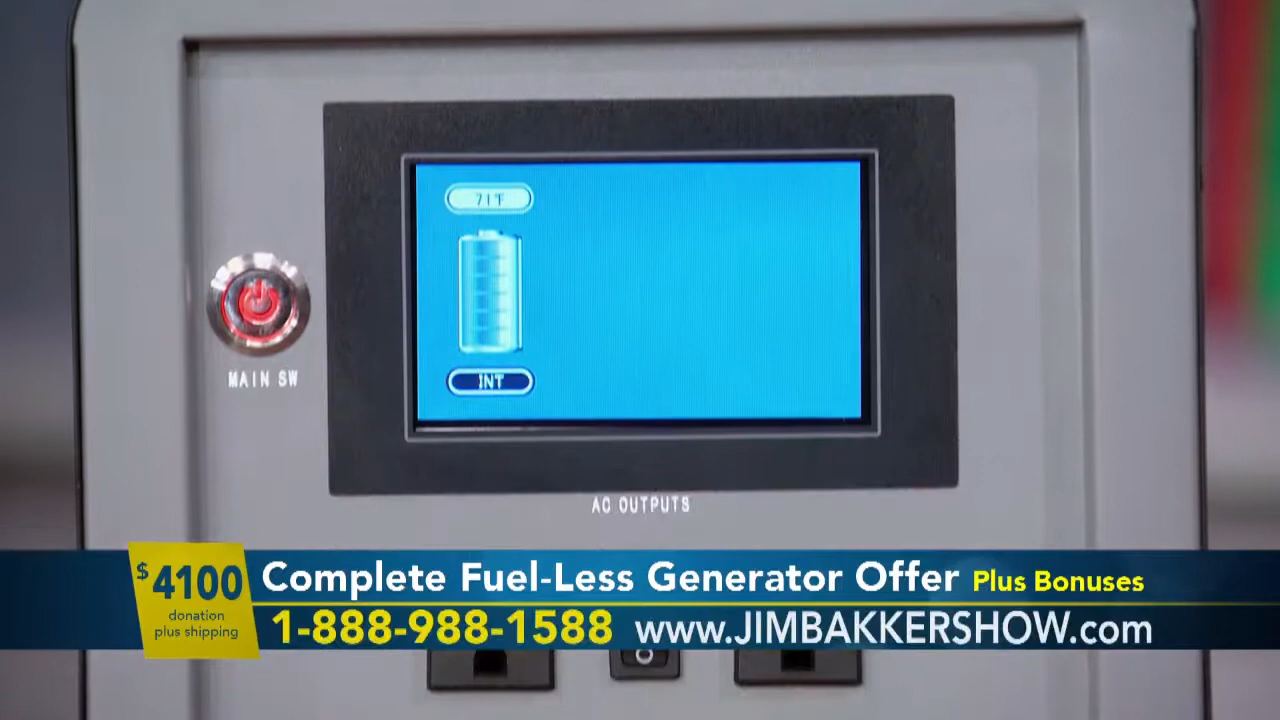 71°F
INT
MAIN SW
AC OUTPUTS
$4100
donation
plus shipping
Complete Fuel-Less Generator Offer Plus Bonuses
1-888-988-1588 www.JIMBAKKERSHOW.com